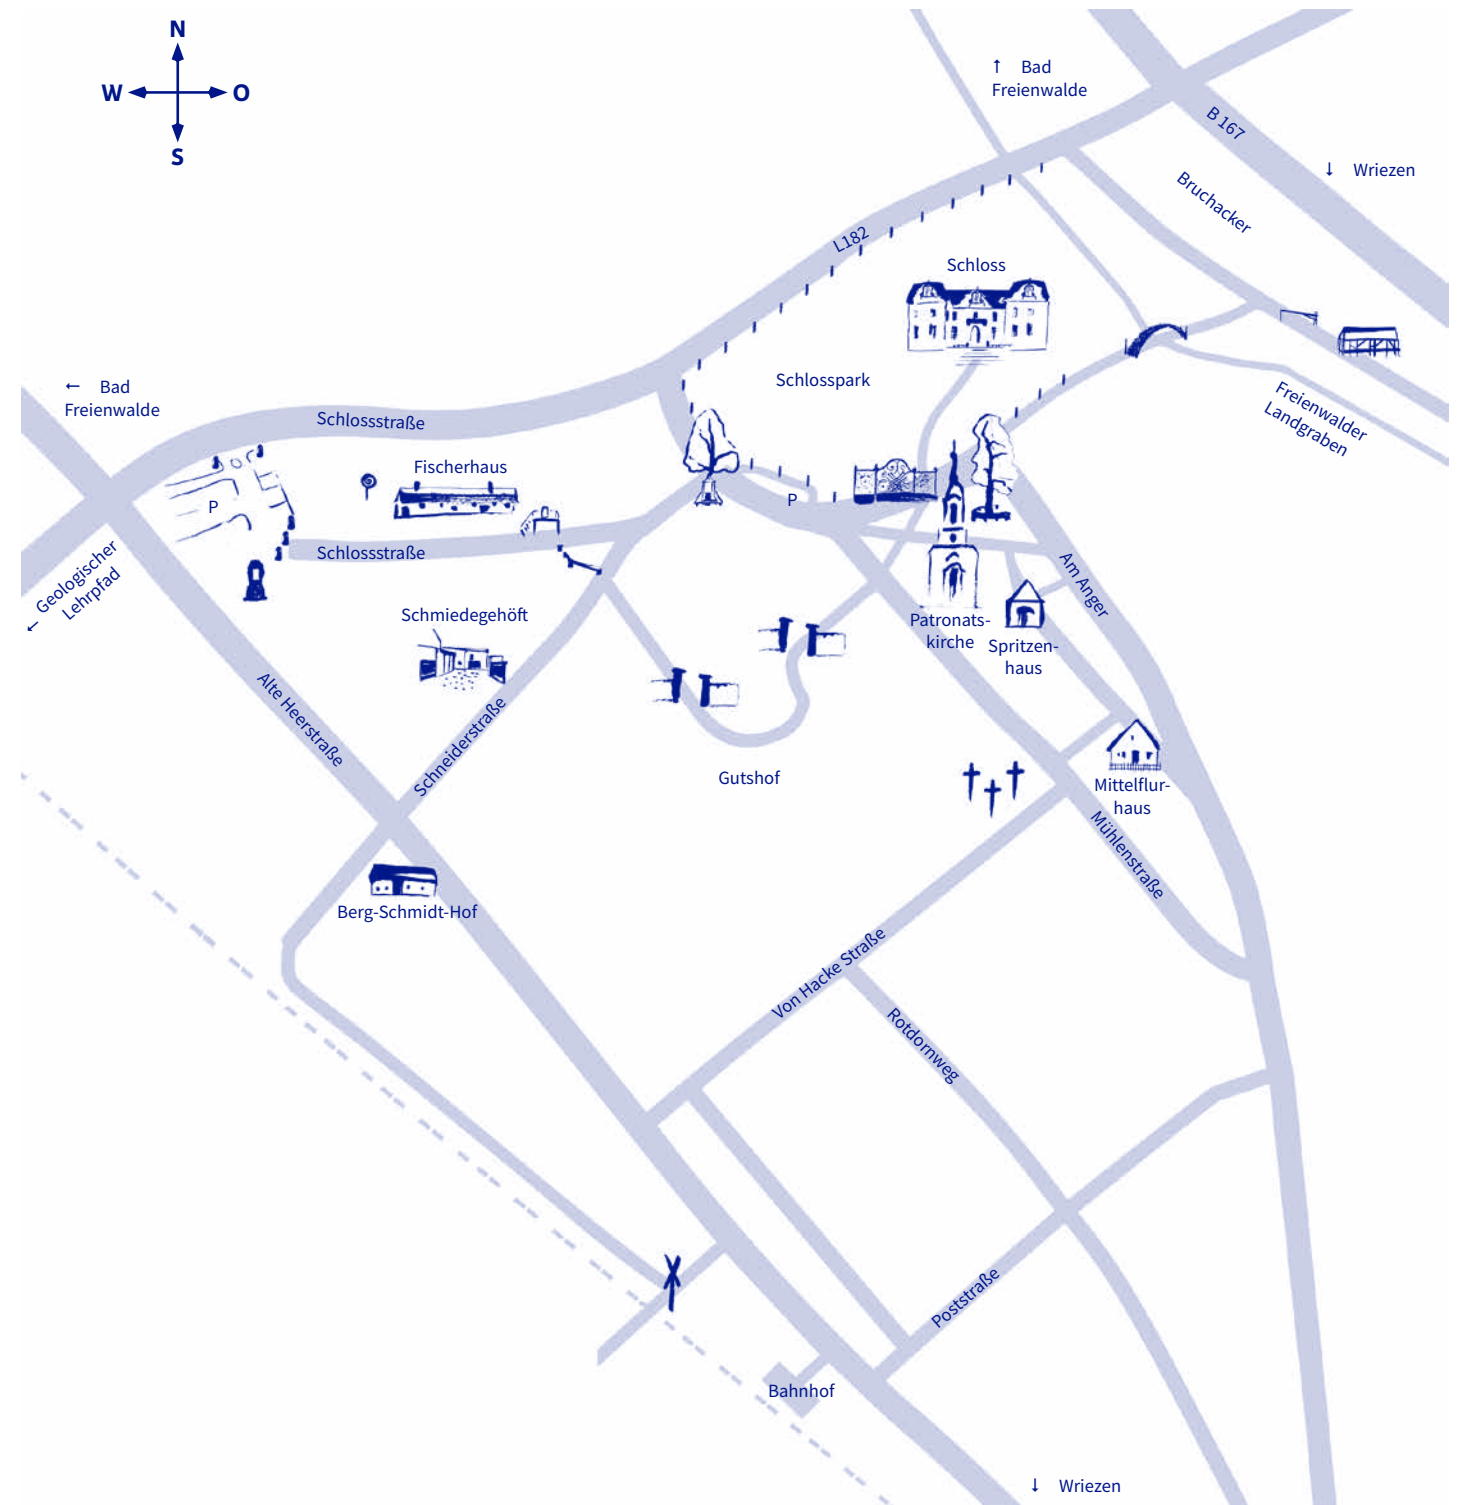 N
W
O
S
↑ Bad
Freienwalde
B 167
↓ Wriezen
Bruchacker
L182
Schloss
Schlosspark
← Bad
Freienwalde
Schlossstraße
Fischerhaus
P
P
Freienwalder
Landgraben
Schlossstraße
← Geologischer
Lehrpfad
Am Anger
Schmiedegehöft
Patronats-
kirche
Spritzen-
haus
Alte Heerstraße
Schneiderstraße
Gutshof
Mittelflur-
haus
Mühlenstraße
Berg-Schmidt-Hof
Von Hacke Straße
Rotdornweg
Poststraße
Bahnhof
↓ Wriezen